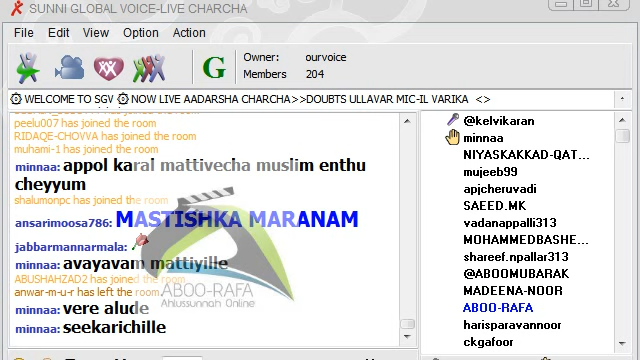 SUNNI GLOBAL VOICE-LIVE CHARCHA
File Edit View Option Action
Owner: ourvoice
Members 204
G
WELCOME TO SGV NOW LIVE AADARSHA CHARCHA>>DOUBTS ULLAVAR MIC-IL VARIKA <>
peelu007 has joined the room
RIDAQE-CHOVVA has joined the room
muhami-1 has joined the room
minnaa: appol karal mattivecha muslim enthu
cheyyum
shalumonpc has joined the room
ansarimoosa786: MASTISHKA MARANAM
jabbarmannarmala:
minnaa: avayavam mattiyille
ABUSHAHZAD2 has joined the room
anwar-m-u-r has left the room.
minnaa: vere alude
minnaa: seekarichille
ABOO-RAFA
Ahlussunnah Online
@kelvikaran
minnaa
NIYASKAKKAD-QAT...
mujeeb99
apjcheruvadi
SAEED.MK
vadanappalli313
MOHAMMEDBASHE...
shareef.npallar313
@ABOOMUBARAK
MADEENA-NOOR
ABOO-RAFA
harisparavannoor
ckgafoor